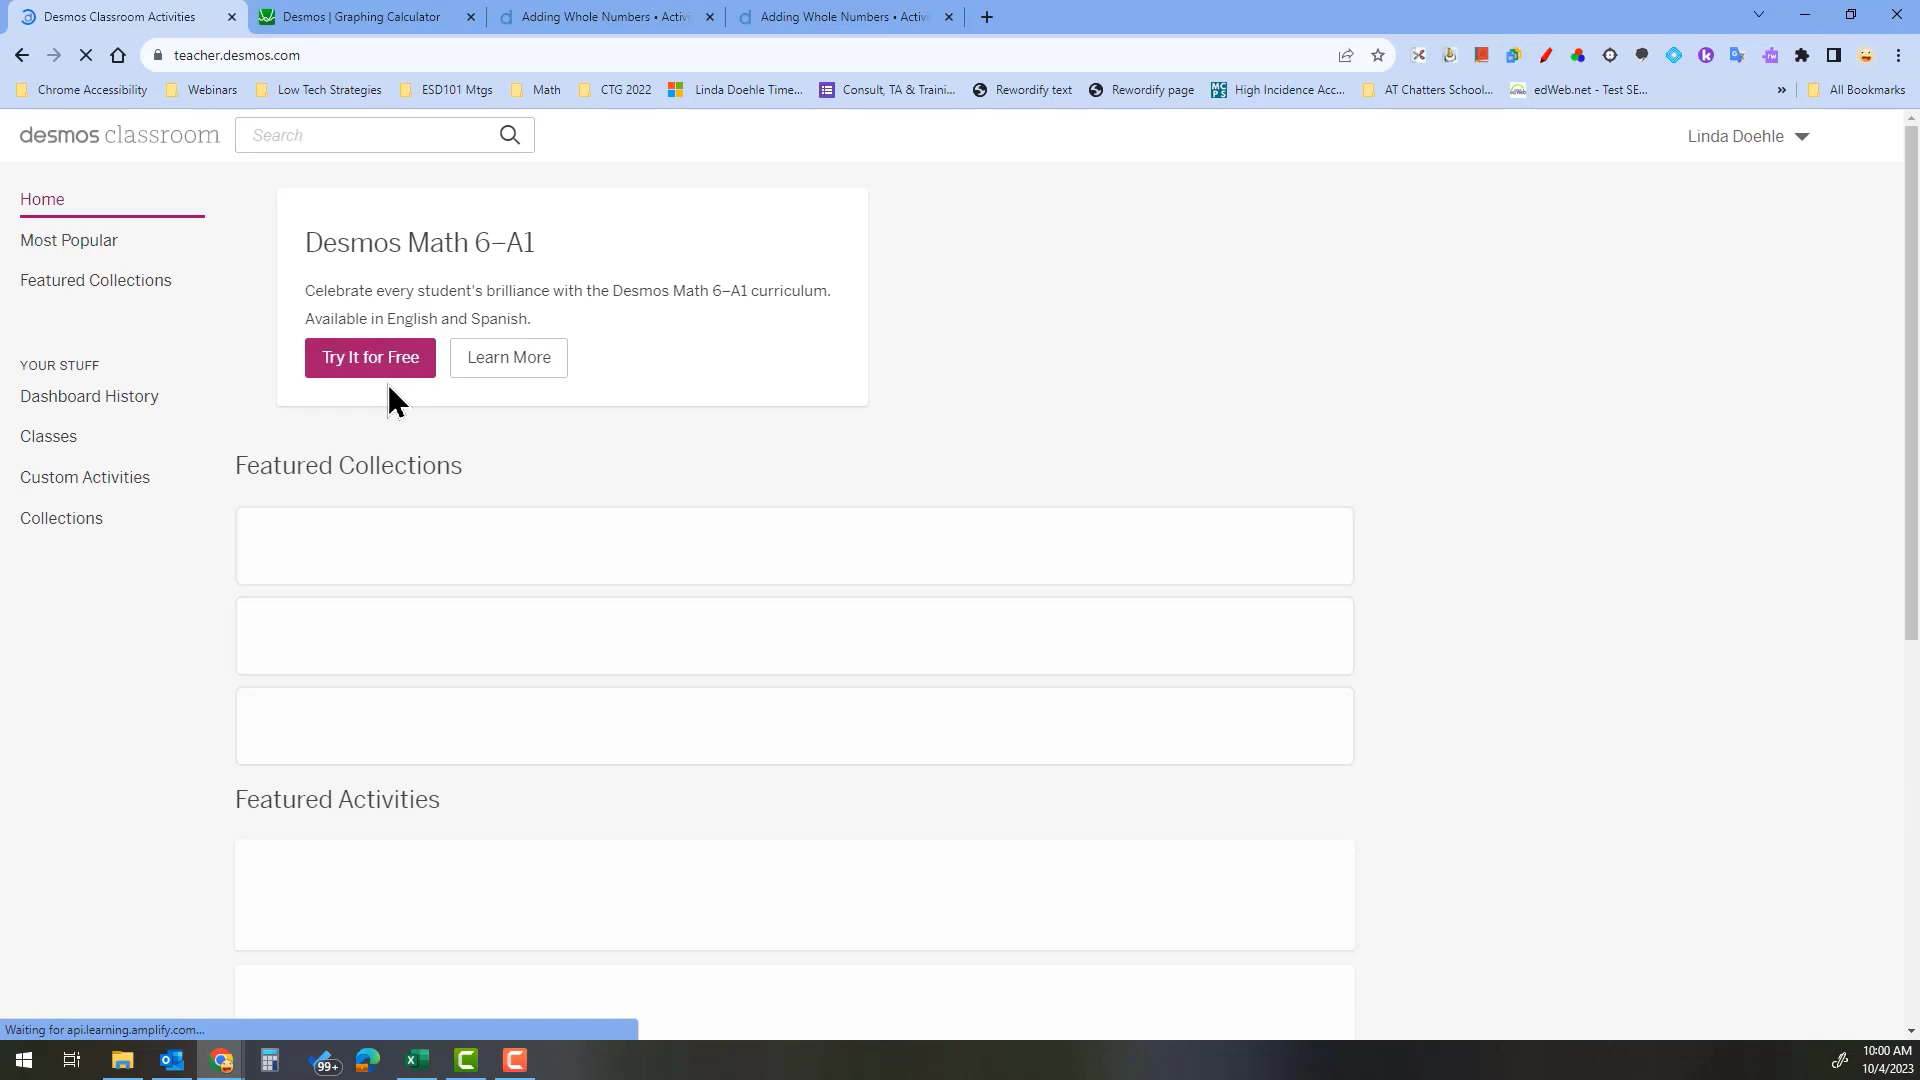 Desmos Classroom Activities
Desmos | Graphing Calculator
Adding Whole Numbers • Activi
Adding Whole Numbers • Activi
teacher.desmos.com
Chrome Accessibility
Webinars
Low Tech Strategies
ESD101 Mtgs
Math
CTG 2022
Linda Doehle Time...
Consult, TA & Traini...
Rewordify text
Rewordify page
High Incidence Acc...
AT Chatters School...
edWeb.net - Test SE...
»
All Bookmarks
desmos classroom
Search
Linda Doehle
Home
Most Popular
Featured Collections
YOUR STUFF
Dashboard History
Classes
Custom Activities
Collections
Desmos Math 6–A1
Celebrate every student's brilliance with the Desmos Math 6–A1 curriculum.
Available in English and Spanish.
Try It for Free
Learn More
Featured Collections
Featured Activities
Waiting for api.learning.amplify.com...
99+
10:00 AM
10/4/2023